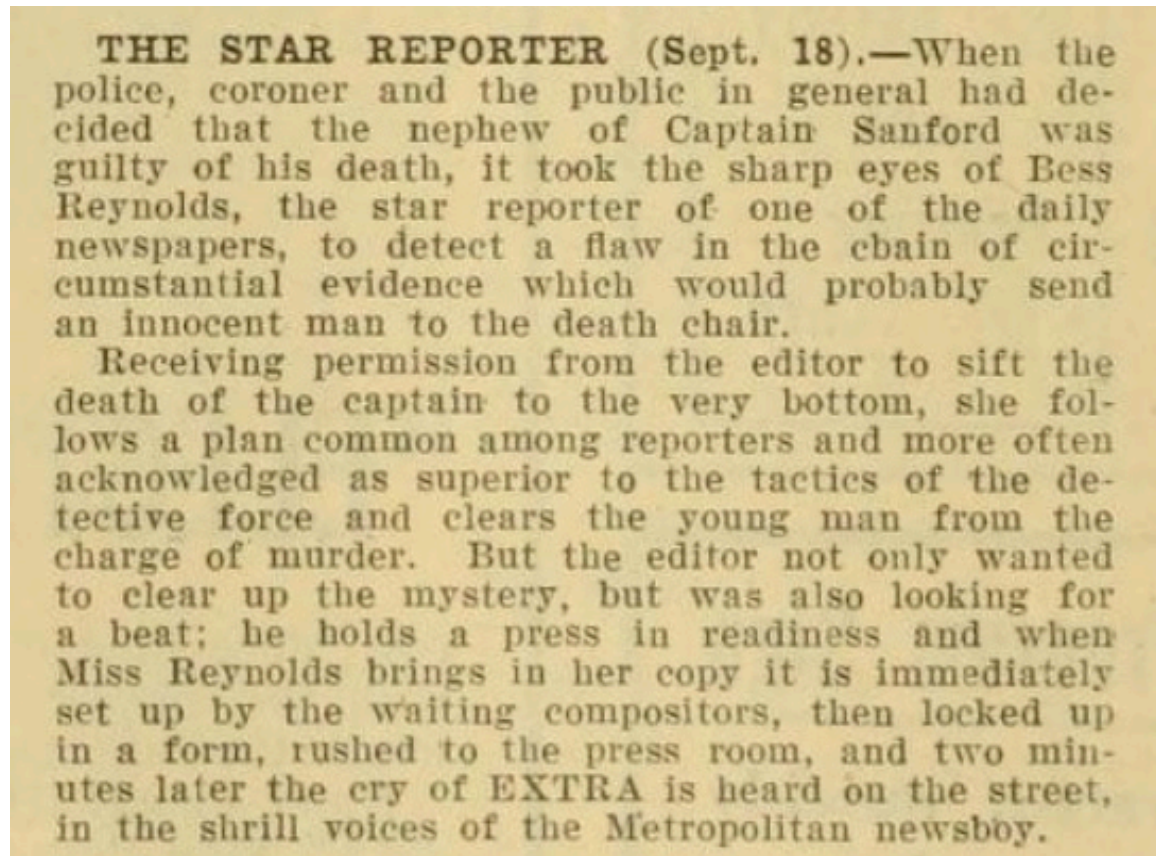 THE STAR REPORTER (Sept. 18).—When the
police, coroner and the public in general had de-
cided that the nephew of Captain Sanford was
guilty of his death, it took the sharp eyes of Bess
Reynolds, the star reporter of one of the daily
newspapers, to detect a flaw in the cbain of cir-
cumstantial evidence which would probably send
an innocent man to the death chair.
Receiving permission from the editor to sift the
death of the captain to the very bottom, she fol-
lows a plan common among reporters and more often
acknowledged as superior to the tactics of the de-
tective force and clears the young man from the
charge of murder. But the editor not only wanted
to clear up the mystery, but was also looking for
a beat; he holds a press in readiness and when
Miss Reynolds brings in her copy it is immediately
set up by the waiting compositors, then locked up
in a form, rushed to the press room, and two min-
utes later the cry of EXTRA is heard on the street,
in the shrill voices of the Metropolitan newsboy.